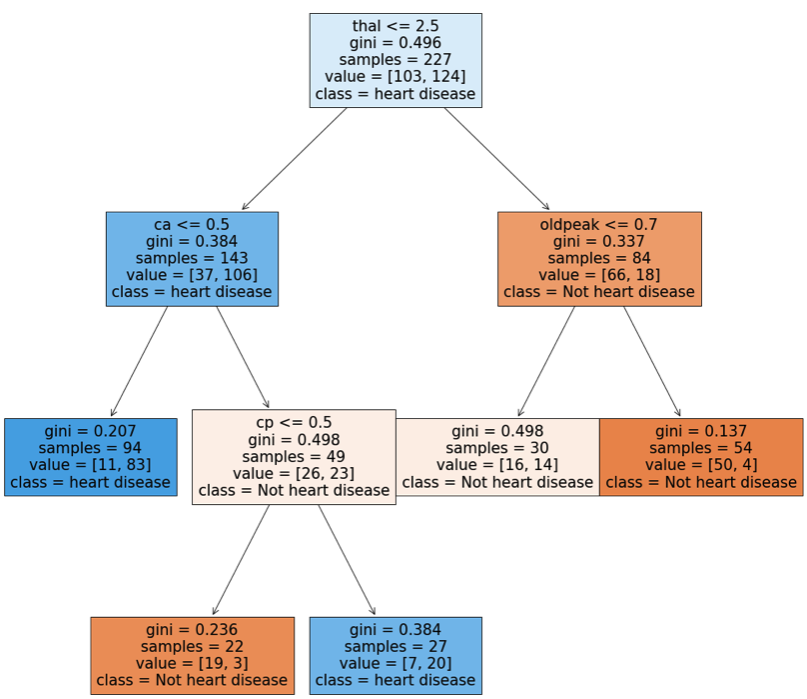 thal <= 2.5
gini = 0.496
samples = 227
value = [103, 124]
class = heart disease
ca <= 0.5
gini = 0.384
samples = 143
value = [37, 106]
class = heart disease
oldpeak <= 0.7
gini = 0.337
samples = 84
value = [66, 18]
class = Not heart disease
gini = 0.207
samples = 94
value = [11, 83]
class = heart disease
cp <= 0.5
gini = 0.498
samples = 49
value = [26, 23]
class = Not heart disease
gini = 0.498
samples = 30
value = [16, 14]
class = Not heart disease
gini = 0.137
samples = 54
value = [50, 4]
class = Not heart disease
gini = 0.236
samples = 22
value = [19, 3]
class = Not heart disease
gini = 0.384
samples = 27
value = [7, 20]
class = heart disease